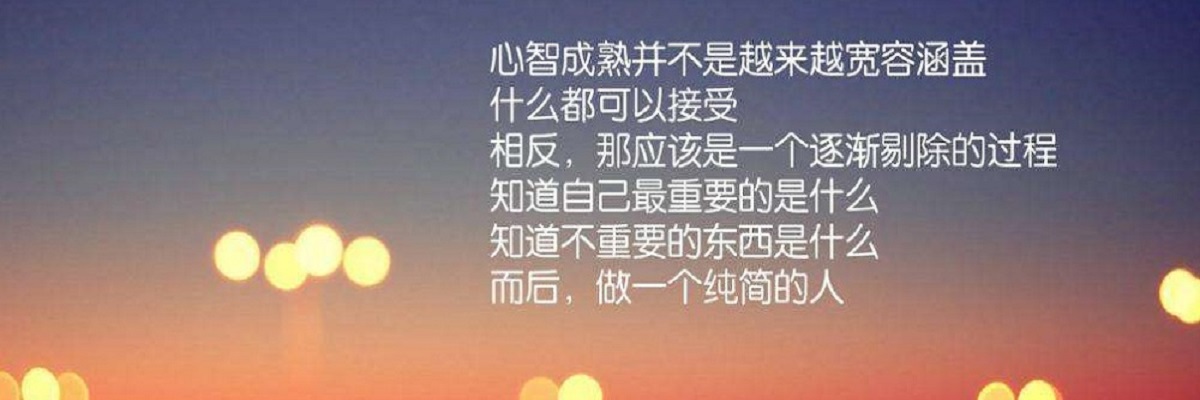 心智成熟并不是越来越宽容涵盖
什么都可以接受
相反，那应该是一个逐渐剔除的过程
知道自己最重要的是什么
知道不重要的东西是什么
而后，做一个纯简的人